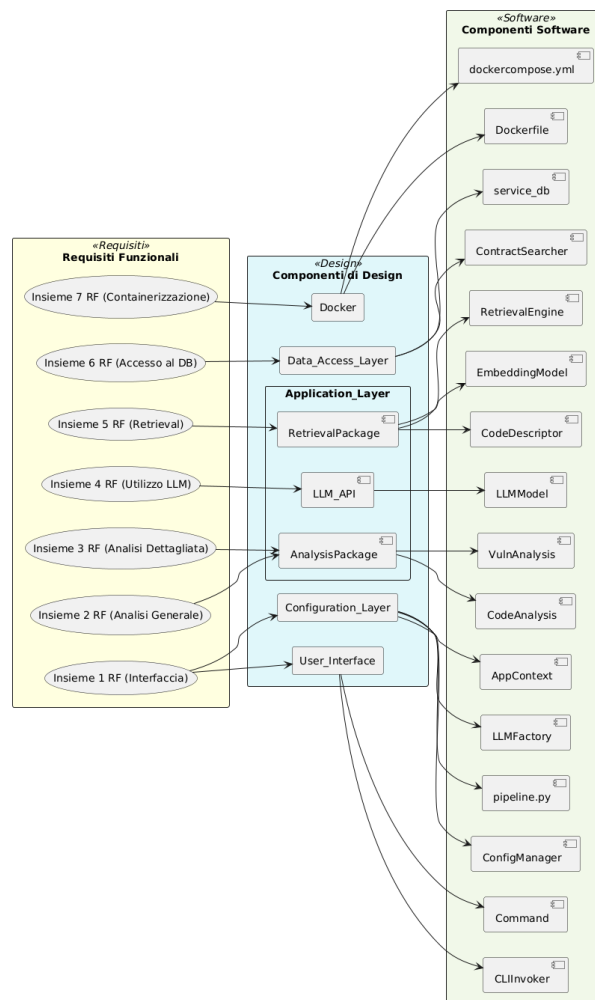 «Software»
Componenti Software
dockercompose.yml
Dockerfile
service_db
ContractSearcher
RetrievalEngine
EmbeddingModel
CodeDescriptor
LLMModel
VulnAnalysis
CodeAnalysis
AppContext
LLMFactory
pipeline.py
ConfigManager
Command
CLIInvoker
«Requisiti»
Requisiti Funzionali
Insieme 7 RF (Containerizzazione)
Insieme 6 RF (Accesso al DB)
Insieme 5 RF (Retrieval)
Insieme 4 RF (Utilizzo LLM)
Insieme 3 RF (Analisi Dettagliata)
Insieme 2 RF (Analisi Generale)
Insieme 1 RF (Interfaccia)
«Design»
Componenti di Design
Docker
Data_Access_Layer
Application_Layer
RetrievalPackage
LLM_API
AnalysisPackage
Configuration_Layer
User_Interface